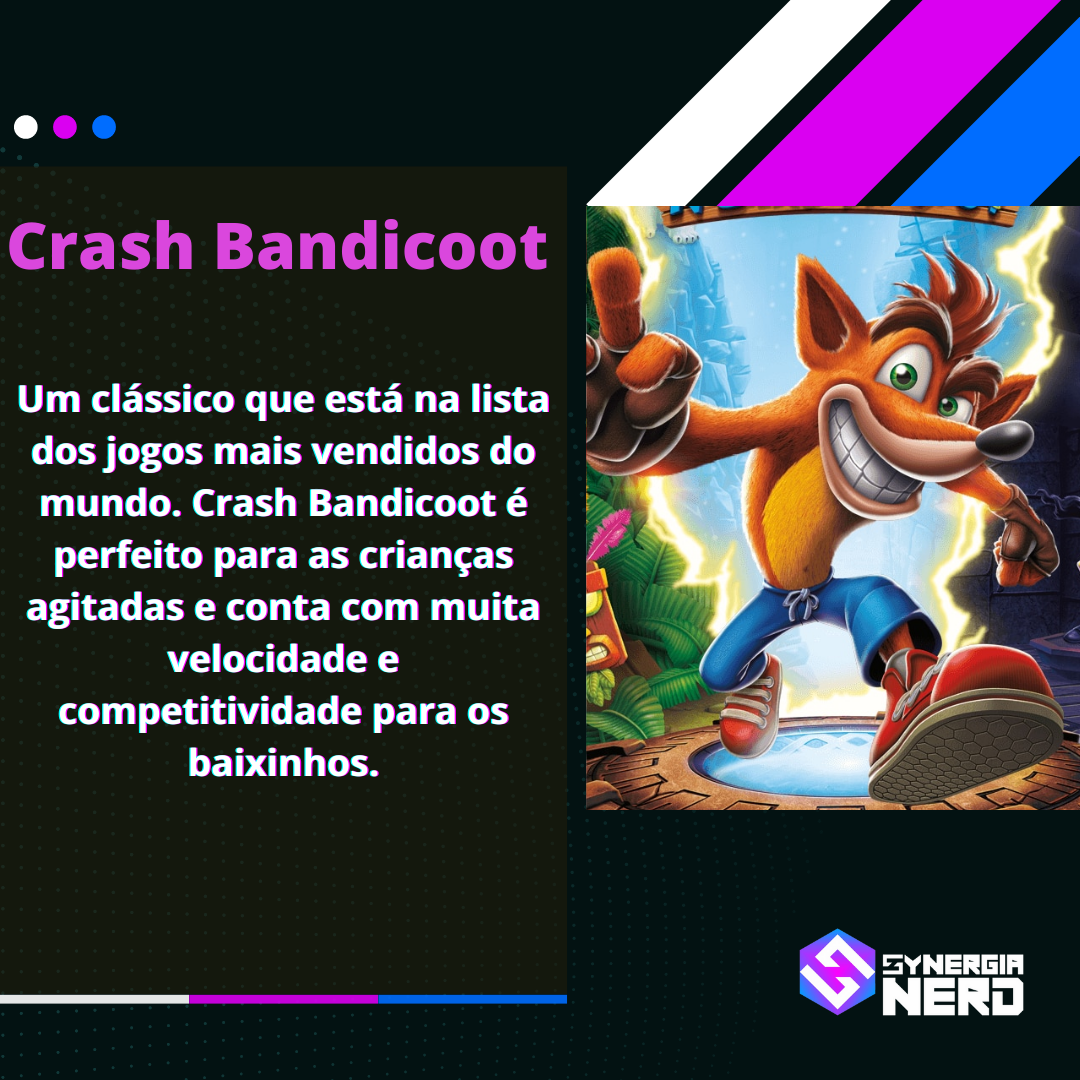 Crash Bandicoot
Um clássico que está na lista
dos jogos mais vendidos do
mundo. Crash Bandicoot é
perfeito para as crianças
agitadas e conta com muita
velocidade e
competitividade para os
baixinhos.
SYNERGIA
NERD